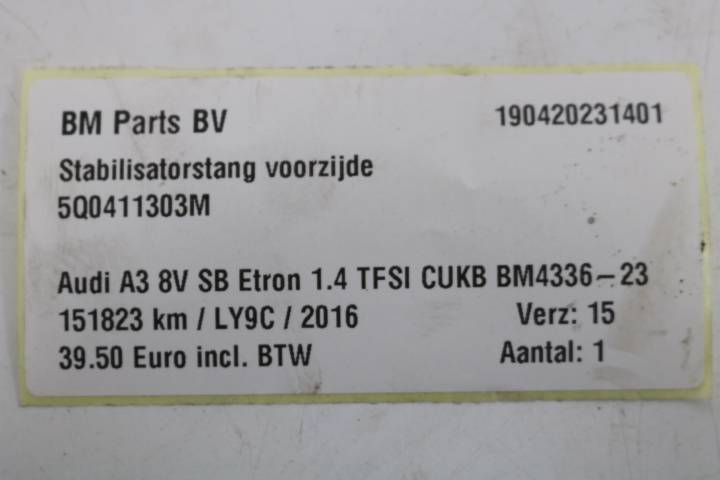 BM Parts BV 190420231401
Stabilisatorstang voorzijde
5Q0411303M
Audi A3 8V SB Etron 1.4 TFSI CUKB BM4336-23
151823 km / LY9C / 2016 Verz: 15
39.50 Euro incl. BTW Aantal: 1